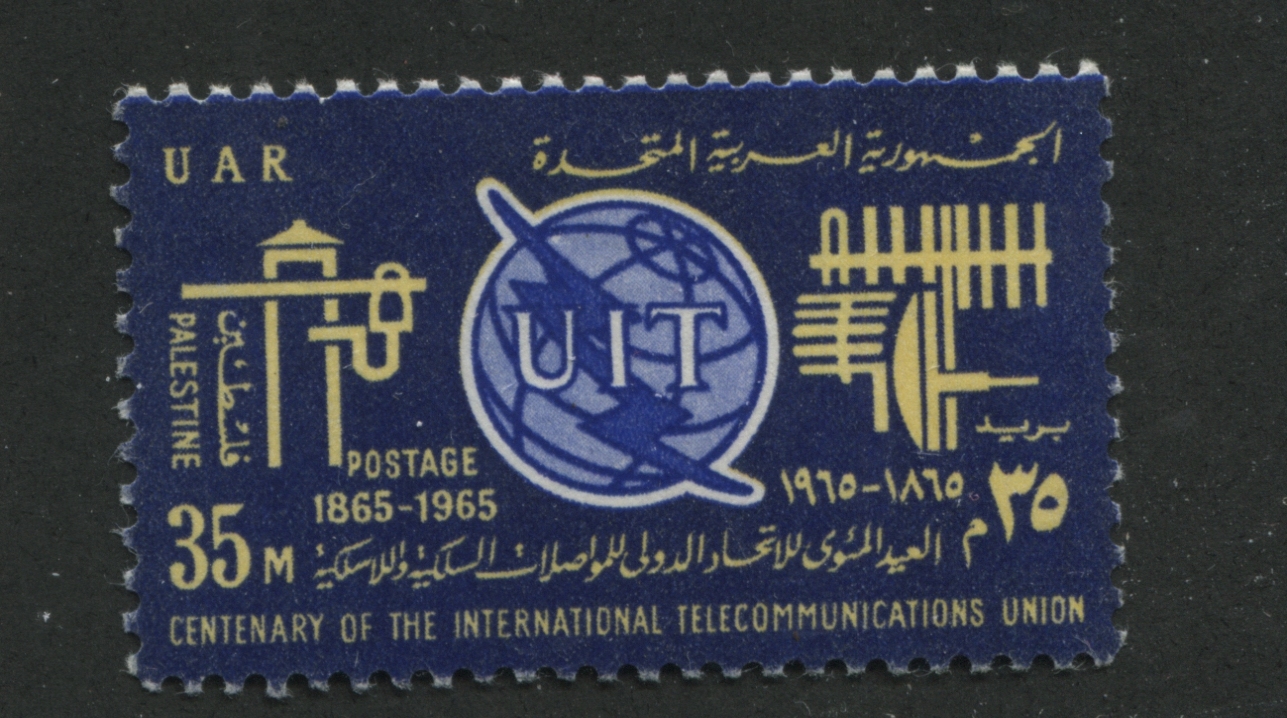 UAR
الجمهورية العربية المتحدة
PALESTINE
فلسطين
UIT
بريد
POSTAGE
1865-1965
١٨٦٥-١٩٦٥
35 M
٣٥ م
العيد المئوى للاتحاد الدولى للمواصلات السلكية واللاسلكية
CENTENARY OF THE INTERNATIONAL TELECOMMUNICATIONS UNION